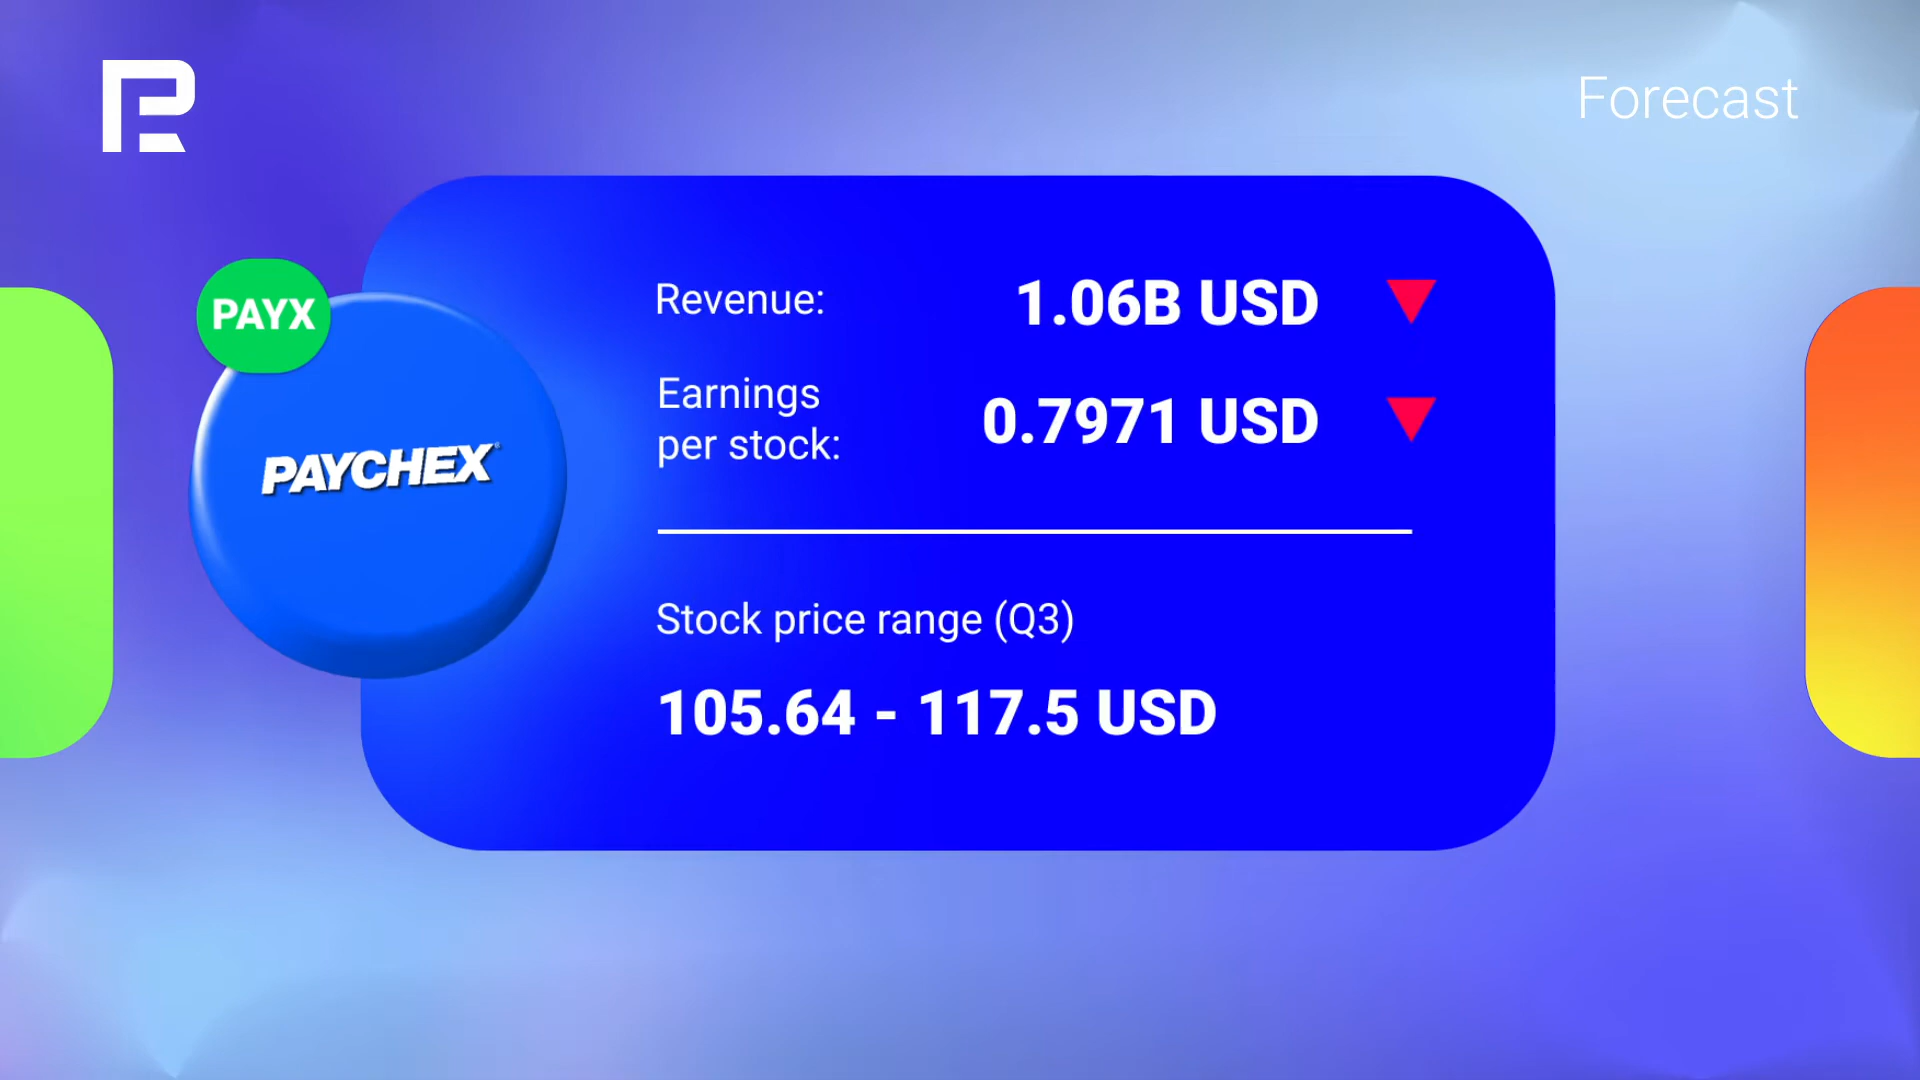 Forecast
PAYX
PAYCHEX
Revenue: 1.06B USD
Earnings
per stock: 0.7971 USD
Stock price range (Q3)
105.64 - 117.5 USD